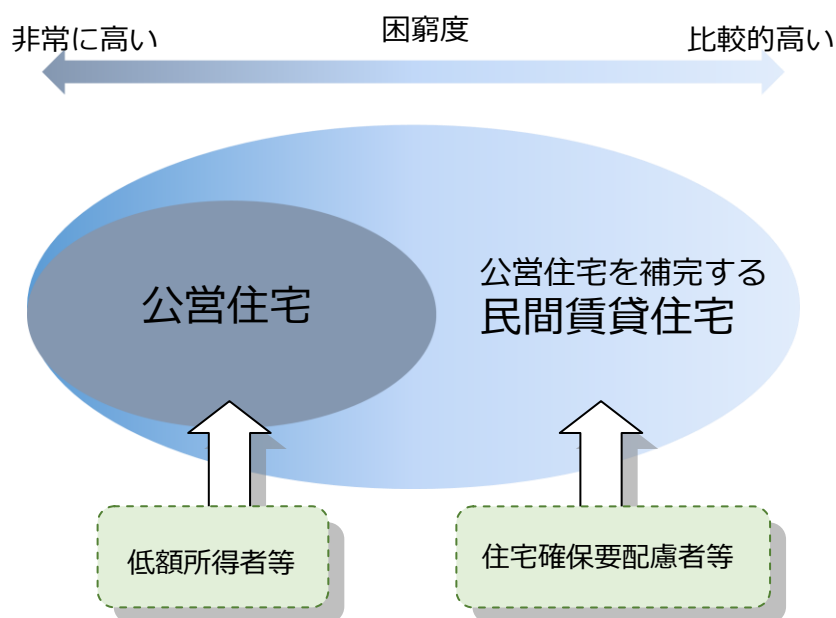 困窮度
非常に高い
比較的高い
公営住宅
公営住宅を補完する
民間賃貸住宅
低額所得者等
住宅確保要配慮者等